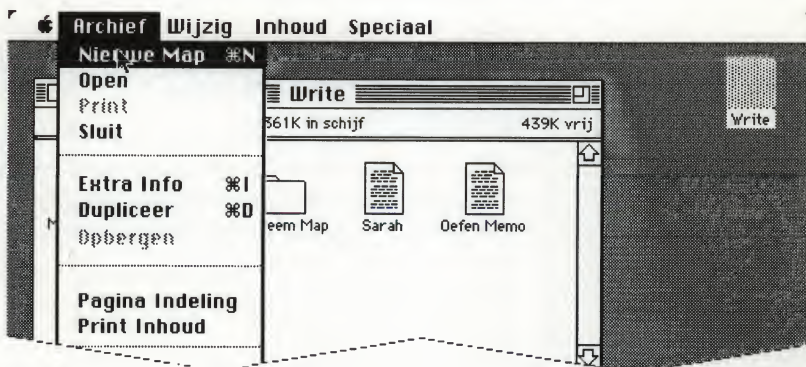 Archief Wijzig Inhoud Speciaal
Nieuwe Map ⌘N
Open
Print
Sluit
Extra Info ⌘I
Dupliceer ⌘D
Opbergen
Pagina Indeling
Print Inhoud
Write
361K in schijf 439K vrij
eem Map Sarah Oefen Memo
Write